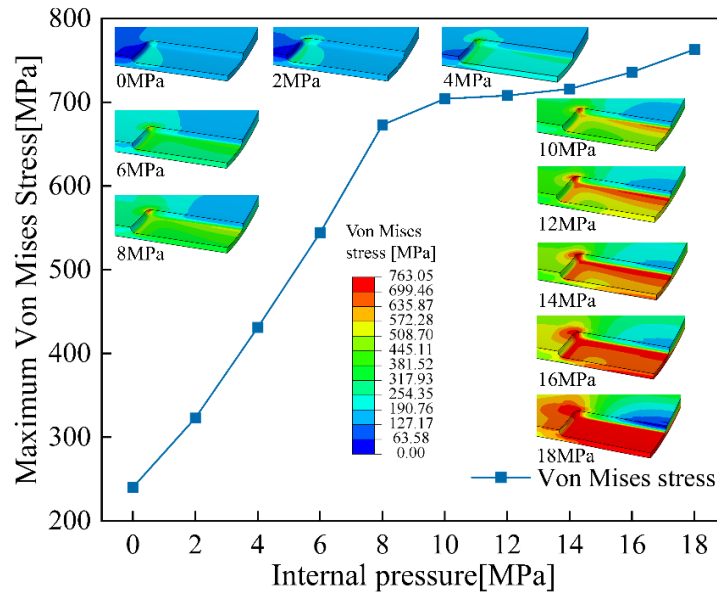 800
700
600
500
400
300
200
Maximum Von Mises Stress[MPa]
0MPa
2MPa
4MPa
6MPa
8MPa
10MPa
12MPa
14MPa
16MPa
18MPa
Von Mises
stress [MPa]
763.05
699.46
635.87
572.28
508.70
445.11
381.52
317.93
254.35
190.76
127.17
63.58
0.00
Von Mises stress
0 2 4 6 8 10 12 14 16 18
Internal pressure[MPa]